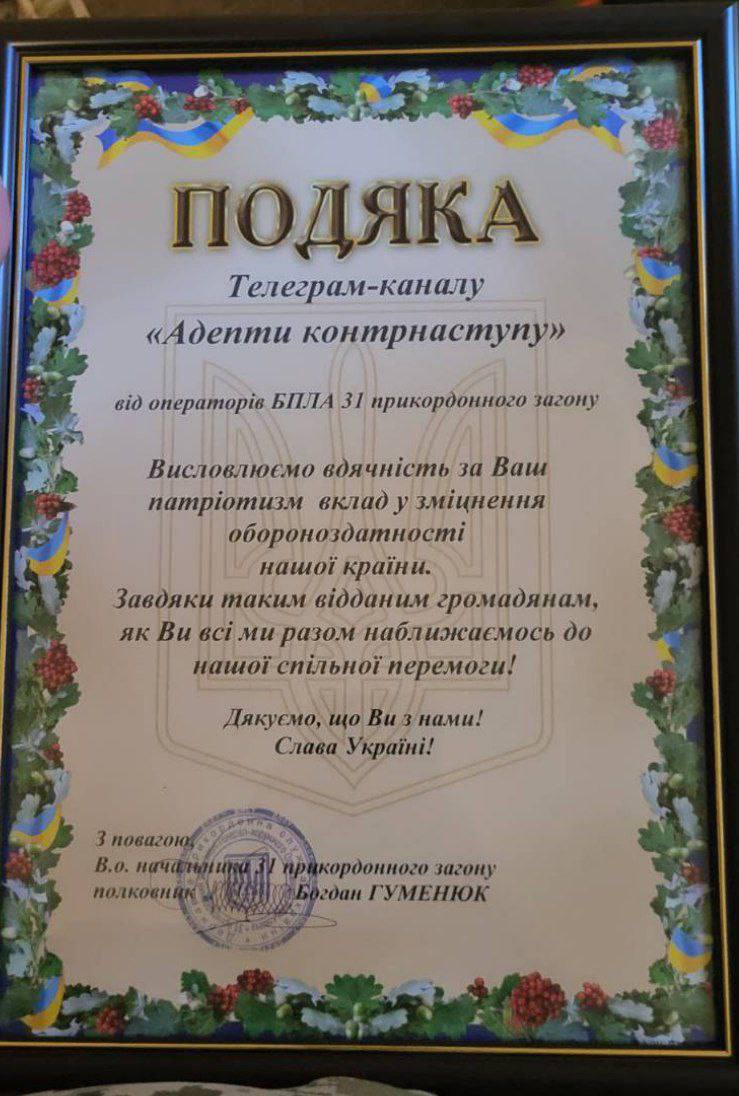 ПОДЯКА
Телеграм-каналу
«Адепти контрнаступу»
від операторів БПЛА 31 прикордонного загону
Висловлюємо вдячність за Ваш
патріотизм вклад у зміцнення
обороноздатності
нашої країни.
Завдяки таким відданим громадянам,
як Ви всі ми разом наближаємось до
нашої спільної перемоги!
Дякуємо, що Ви з нами!
Слава Україні!
З повагою,
В.о. начальника 31 прикордонного загону
полковник Богдан ГУМЕНЮК